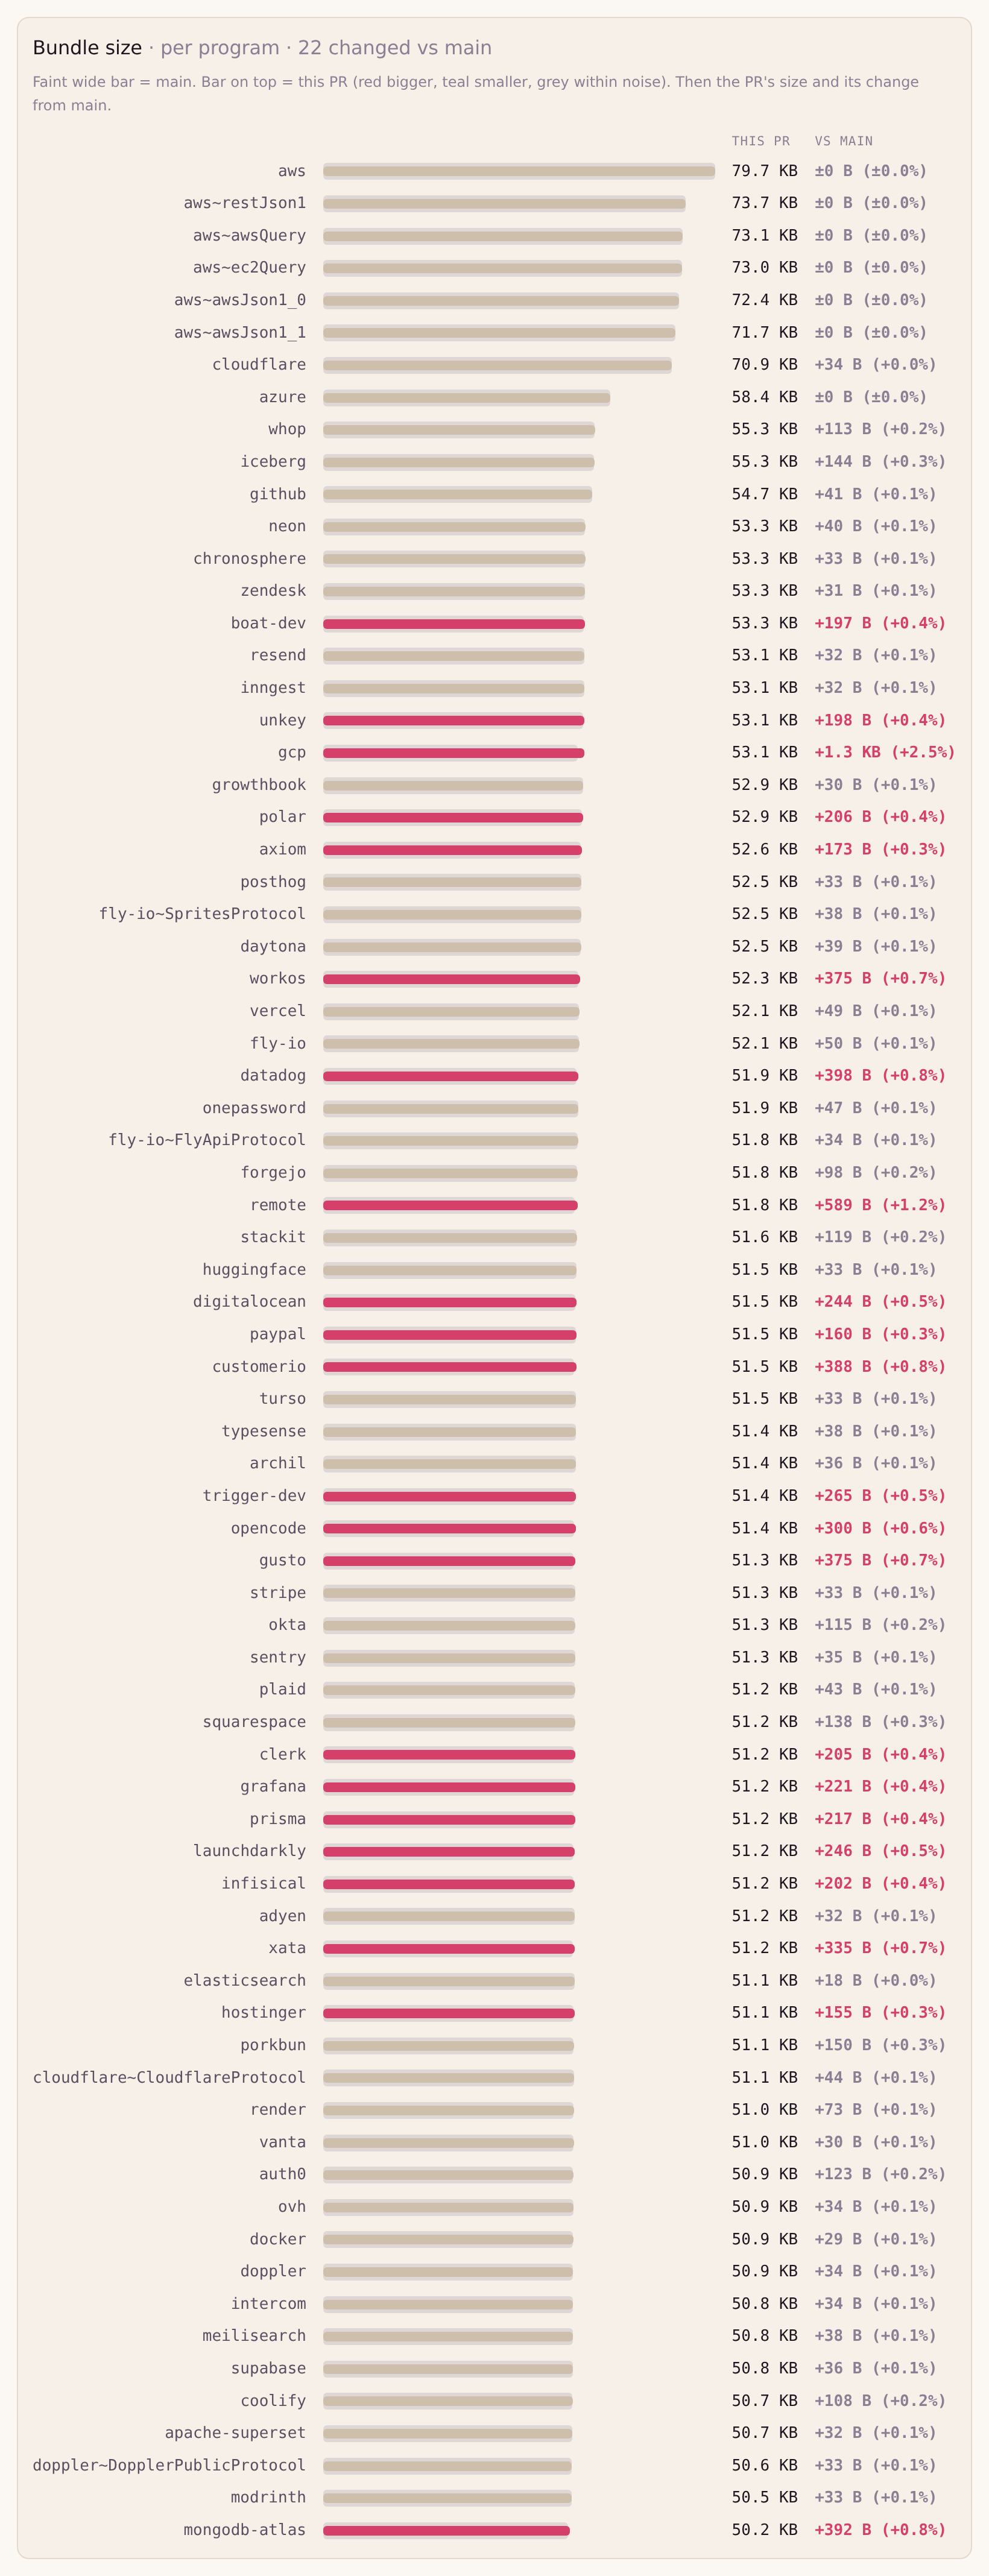 Bundle size · per program · 22 changed vs main
Faint wide bar = main. Bar on top = this PR (red bigger, teal smaller, grey within noise). Then the PR's size and its change
from main.
THIS PR VS MAIN
aws 79.7 KB ±0 B (±0.0%)
aws~restJson1 73.7 KB ±0 B (±0.0%)
aws~awsQuery 73.1 KB ±0 B (±0.0%)
aws~ec2Query 73.0 KB ±0 B (±0.0%)
aws~awsJson1_0 72.4 KB ±0 B (±0.0%)
aws~awsJson1_1 71.7 KB ±0 B (±0.0%)
cloudflare 70.9 KB +34 B (+0.0%)
azure 58.4 KB ±0 B (±0.0%)
whop 55.3 KB +113 B (+0.2%)
iceberg 55.3 KB +144 B (+0.3%)
github 54.7 KB +41 B (+0.1%)
neon 53.3 KB +40 B (+0.1%)
chronosphere 53.3 KB +33 B (+0.1%)
zendesk 53.3 KB +31 B (+0.1%)
boat-dev 53.3 KB +197 B (+0.4%)
resend 53.1 KB +32 B (+0.1%)
inngest 53.1 KB +32 B (+0.1%)
unkey 53.1 KB +198 B (+0.4%)
gcp 53.1 KB +1.3 KB (+2.5%)
growthbook 52.9 KB +30 B (+0.1%)
polar 52.9 KB +206 B (+0.4%)
axiom 52.6 KB +173 B (+0.3%)
posthog 52.5 KB +33 B (+0.1%)
fly-io~SpritesProtocol 52.5 KB +38 B (+0.1%)
daytona 52.5 KB +39 B (+0.1%)
workos 52.3 KB +375 B (+0.7%)
vercel 52.1 KB +49 B (+0.1%)
fly-io 52.1 KB +50 B (+0.1%)
datadog 51.9 KB +398 B (+0.8%)
onepassword 51.9 KB +47 B (+0.1%)
fly-io~FlyApiProtocol 51.8 KB +34 B (+0.1%)
forgejo 51.8 KB +98 B (+0.2%)
remote 51.8 KB +589 B (+1.2%)
stackit 51.6 KB +119 B (+0.2%)
huggingface 51.5 KB +33 B (+0.1%)
digitalocean 51.5 KB +244 B (+0.5%)
paypal 51.5 KB +160 B (+0.3%)
customerio 51.5 KB +388 B (+0.8%)
turso 51.5 KB +33 B (+0.1%)
typesense 51.4 KB +38 B (+0.1%)
archil 51.4 KB +36 B (+0.1%)
trigger-dev 51.4 KB +265 B (+0.5%)
opencode 51.4 KB +300 B (+0.6%)
gusto 51.3 KB +375 B (+0.7%)
stripe 51.3 KB +33 B (+0.1%)
okta 51.3 KB +115 B (+0.2%)
sentry 51.3 KB +35 B (+0.1%)
plaid 51.2 KB +43 B (+0.1%)
squarespace 51.2 KB +138 B (+0.3%)
clerk 51.2 KB +205 B (+0.4%)
grafana 51.2 KB +221 B (+0.4%)
prisma 51.2 KB +217 B (+0.4%)
launchdarkly 51.2 KB +246 B (+0.5%)
infisical 51.2 KB +202 B (+0.4%)
adyen 51.2 KB +32 B (+0.1%)
xata 51.2 KB +335 B (+0.7%)
elasticsearch 51.1 KB +18 B (+0.0%)
hostinger 51.1 KB +155 B (+0.3%)
porkbun 51.1 KB +150 B (+0.3%)
cloudflare~CloudflareProtocol 51.1 KB +44 B (+0.1%)
render 51.0 KB +73 B (+0.1%)
vanta 51.0 KB +30 B (+0.1%)
auth0 50.9 KB +123 B (+0.2%)
ovh 50.9 KB +34 B (+0.1%)
docker 50.9 KB +29 B (+0.1%)
doppler 50.9 KB +34 B (+0.1%)
intercom 50.8 KB +34 B (+0.1%)
meilisearch 50.8 KB +38 B (+0.1%)
supabase 50.8 KB +36 B (+0.1%)
coolify 50.7 KB +108 B (+0.2%)
apache-superset 50.7 KB +32 B (+0.1%)
doppler~DopplerPublicProtocol 50.6 KB +33 B (+0.1%)
modrinth 50.5 KB +33 B (+0.1%)
mongodb-atlas 50.2 KB +392 B (+0.8%)